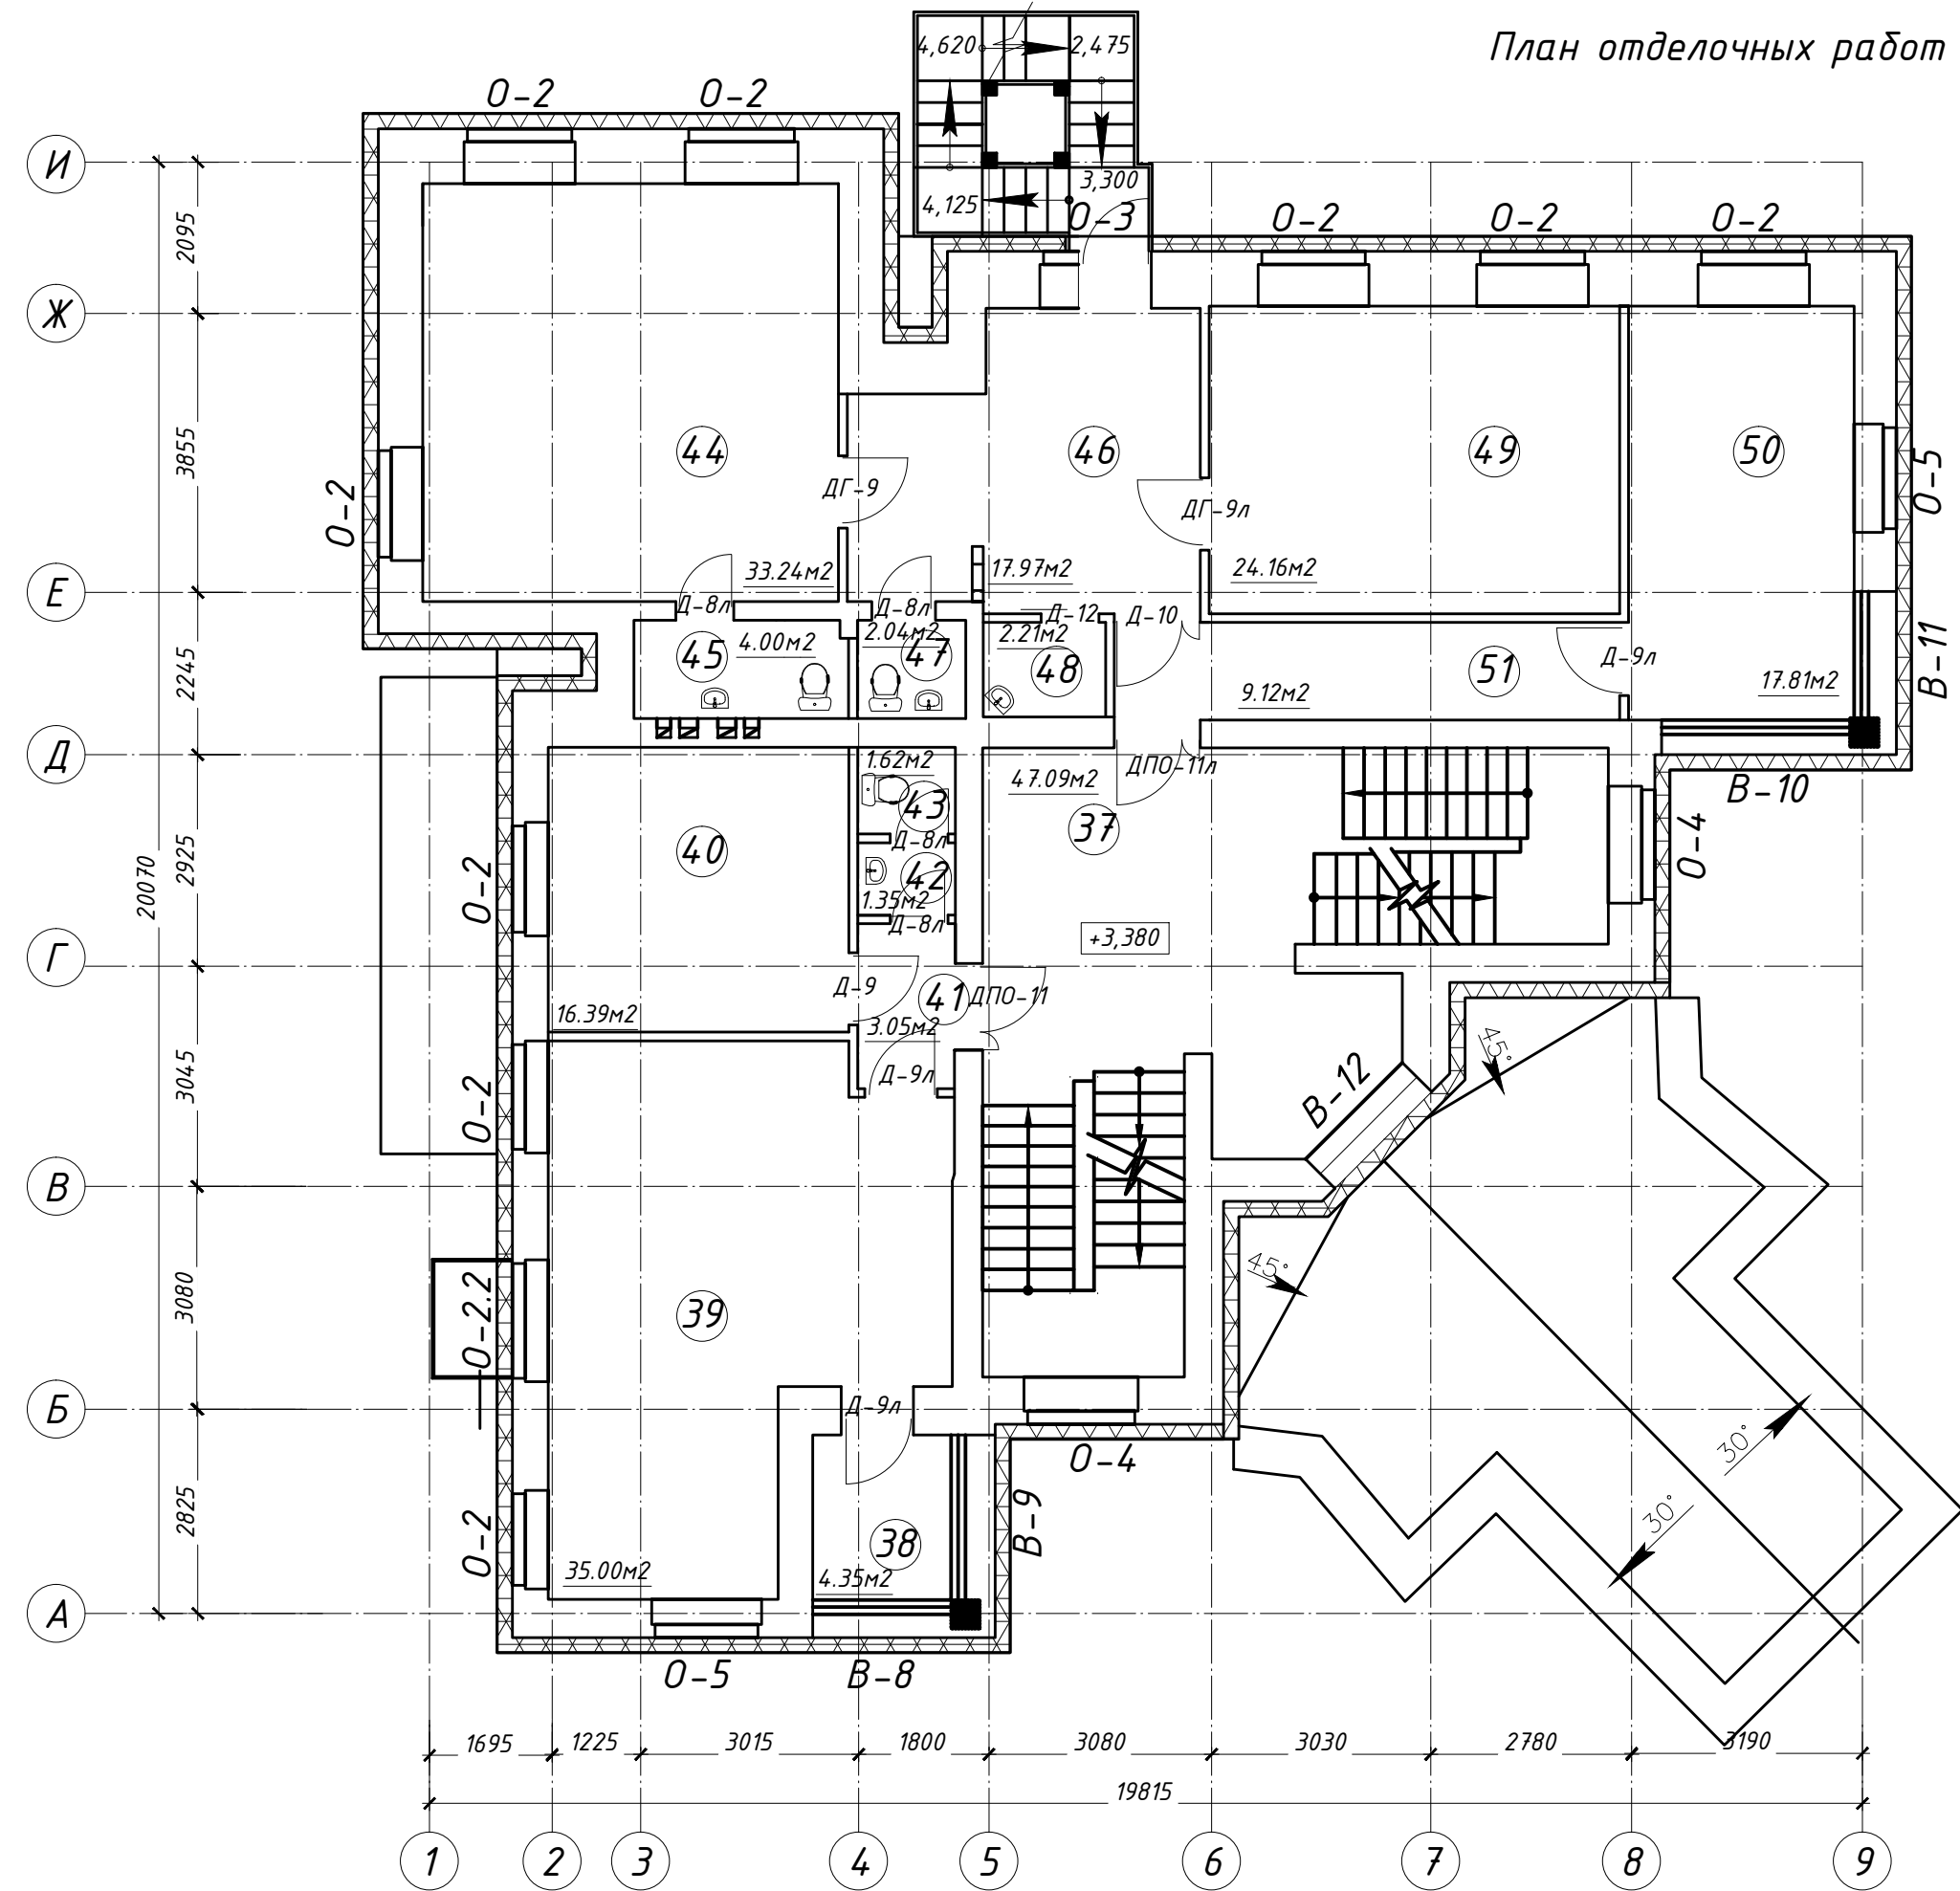 План отделочных работ
4,620
2,475
О-2
О-2
И
3,300
4,125
О-3
О-2
О-2
О-2
2095
Ж
3855
44
46
49
50
О-5
О-2
ДГ-9
ДГ-9л
33.24м2
17.97м2
24.16м2
Е
Д-8л
Д-8л
Д-12
Д-10
4.00м2
2.04м2
2.21м2
45
47
48
51
Д-9л
2245
9.12м2
17.81м2
В-11
Д
1.62м2
47.09м2
ДПО-11л
В-10
43
37
40
Д-8л
О-4
2925
20070
О-2
42
1.35м2
Д-8л
+3,380
Г
Д-9
41
ДПО-11
16.39м2
3.05м2
45°
3045
О-2
Д-9л
В-12
В
45°
3080
О-2.2
39
Б
Д-9л
О-4
30°
30°
2825
О-2
38
В-9
35.00м2
4.35м2
А
О-5
В-8
1695
1225
3015
1800
3080
3030
2780
3190
19815
1
2
3
4
5
6
7
8
9